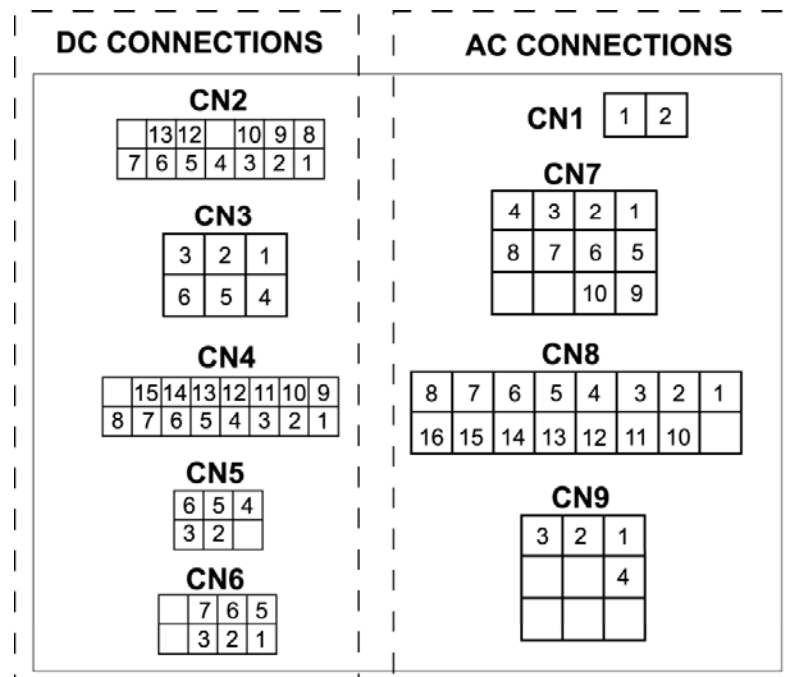 DC CONNECTIONS
CN2
13 12 10 9 8
7 6 5 4 3 2 1
CN3
3 2 1
6 5 4
CN4
15 14 13 12 11 10 9
8 7 6 5 4 3 2 1
CN5
6 5 4
3 2
CN6
7 6 5
3 2 1
AC CONNECTIONS
CN1 1 2
CN7
4 3 2 1
8 7 6 5
10 9
CN8
8 7 6 5 4 3 2 1
16 15 14 13 12 11 10
CN9
3 2 1
4